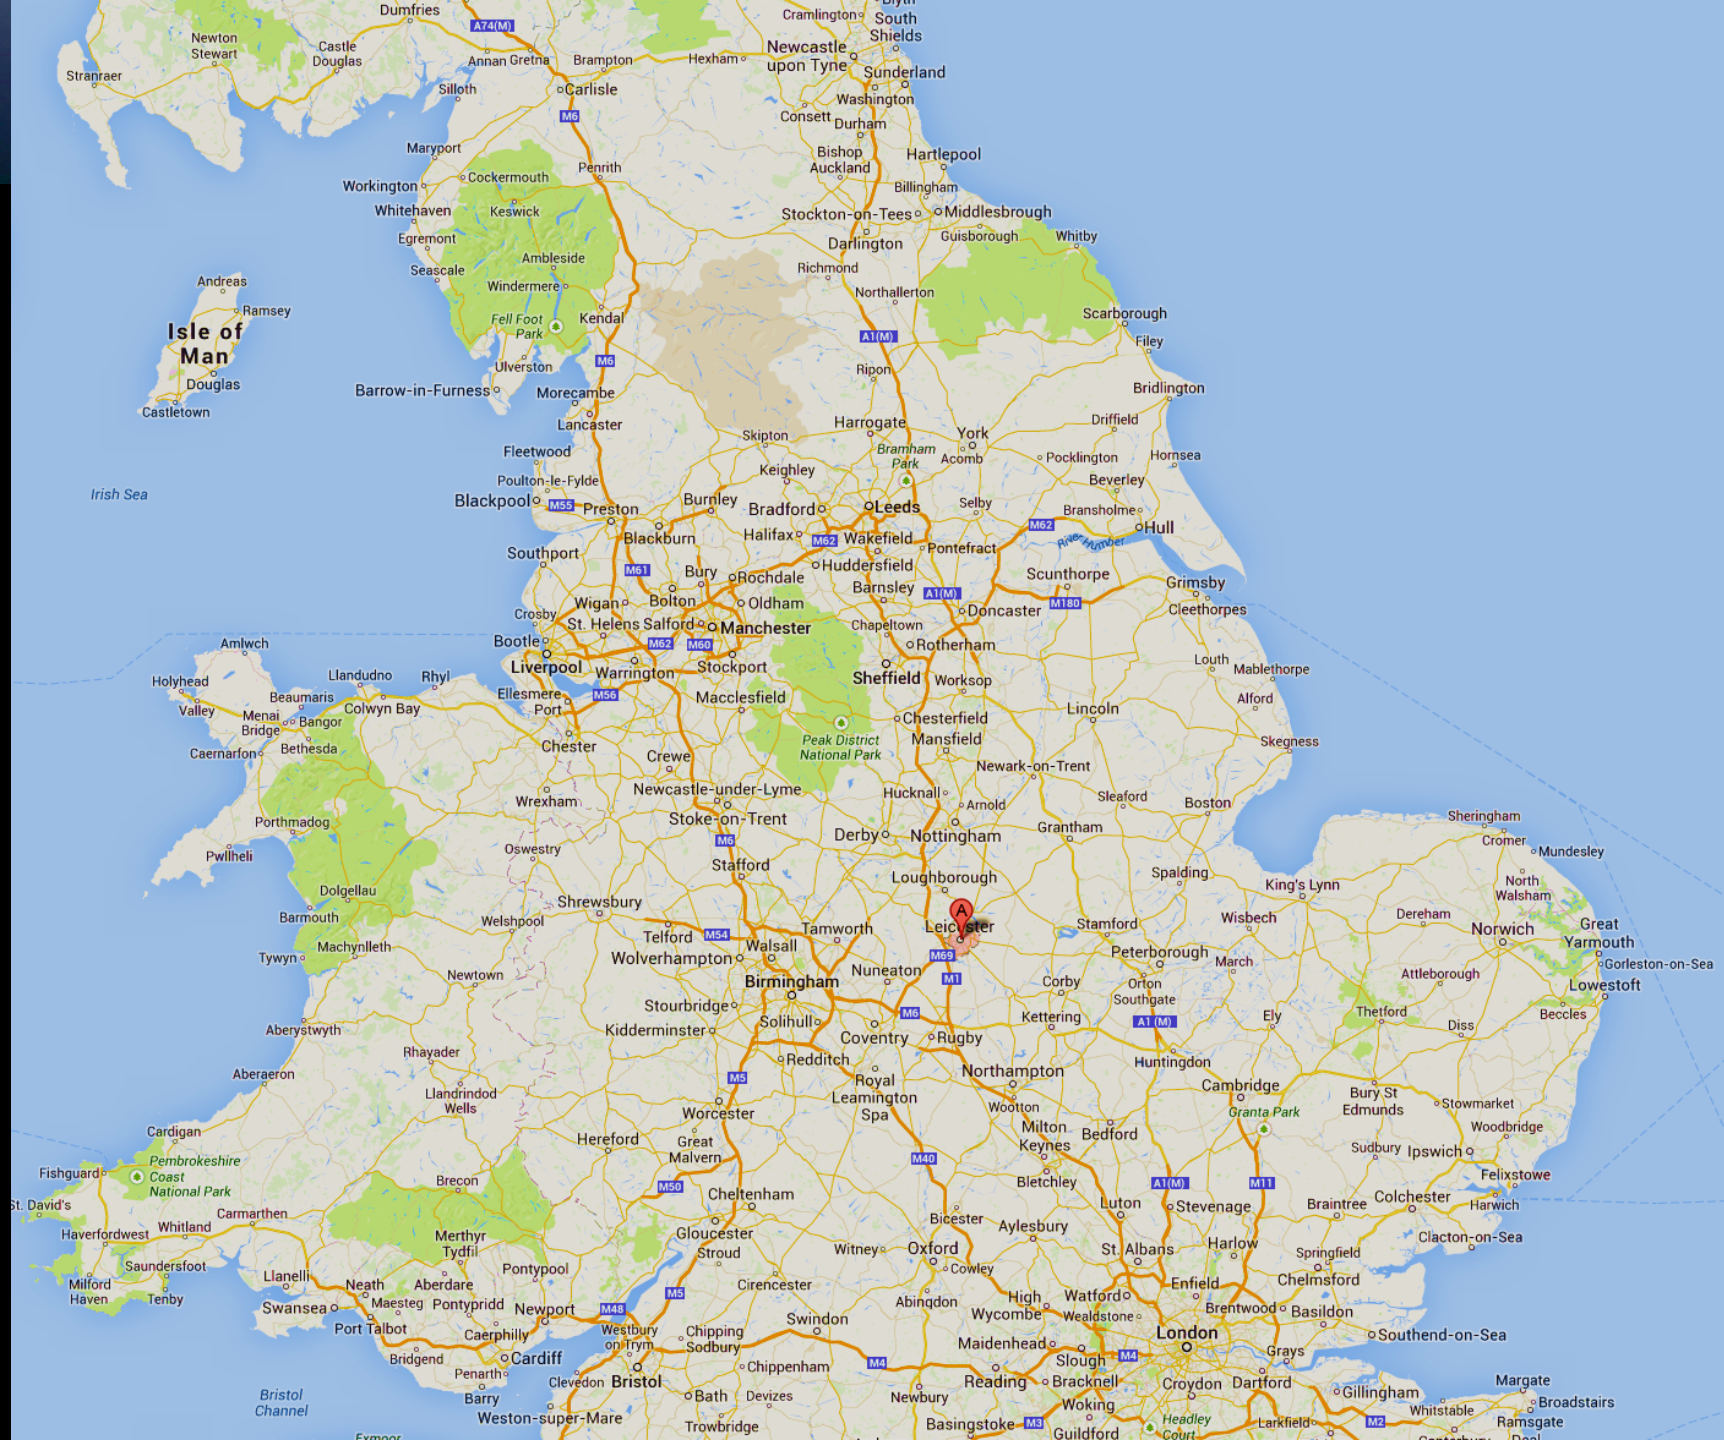 Dumfries
A74(M)
Cramlington
Blyth
South
Shields
Newton
Stewart
Castle
Douglas
Annan
Gretna
Brampton
Hexham
Newcastle
upon Tyne
Stranraer
Silloth
Carlisle
Sunderland
Washington
M6
Consett
Durham
Maryport
Bishop
Auckland
Hartlepool
Workington
Cockermouth
Penrith
Billingham
Whitehaven
Keswick
Stockton-on-Tees
Middlesbrough
Egremont
Darlington
Guisborough
Whitby
Seascale
Ambleside
Richmond
Andreas
Windermere
Northallerton
Ramsey
Isle of
Man
Fell Foot
Park
Kendal
A1(M)
Scarborough
Filey
Ulverston
M6
Ripon
Douglas
Barrow-in-Furness
Morecambe
Bridlington
Castletown
Lancaster
Harrogate
Driffield
Skipton
York
Fleetwood
Bramham
Park
Acomb
Pocklington
Hornsea
Poulton-le-Fylde
Keighley
Beverley
Irish Sea
Blackpool
M55
Preston
Burnley
Bradford
Leeds
Selby
Bransholme
M62
Hull
Blackburn
Halifax
M62
Wakefield
Pontefract
River Humber
Southport
Huddersfield
M61
Bury
Rochdale
Barnsley
A1(M)
Scunthorpe
Grimsby
Crosby
Wigan
Bolton
Oldham
Doncaster
M180
Cleethorpes
St. Helens
Salford
Manchester
Chapeltown
Bootle
M62
M60
Rotherham
Amlwch
Liverpool
Warrington
Stockport
Sheffield
Worksop
Louth
Mablethorpe
Holyhead
Llandudno
Rhyl
Ellesmere
Port
M56
Macclesfield
Alford
Valley
Beaumaris
Colwyn Bay
Lincoln
Menai
Bridge
Bangor
Chesterfield
Caernarfon
Bethesda
Chester
Peak District
National Park
Mansfield
Skegness
Crewe
Newark-on-Trent
Wrexham
Newcastle-under-Lyme
Hucknall
Arnold
Sleaford
Boston
Porthmadog
Stoke-on-Trent
Derby
Nottingham
Grantham
Sheringham
M6
Cromer
Mundesley
Pwllheli
Oswestry
Stafford
Loughborough
Spalding
King's Lynn
North
Walsham
Dolgellau
Shrewsbury
A
Barmouth
Welshpool
Leicester
Stamford
Wisbech
Dereham
Great
Yarmouth
Telford
M54
Tamworth
Norwich
Machynlleth
Walsall
M69
Peterborough
March
Tywyn
Wolverhampton
Gorleston-on-Sea
Newtown
Birmingham
Nuneaton
M1
Corby
Orton
Southgate
Attleborough
Lowestoft
Stourbridge
M6
Kettering
A1 (M)
Ely
Thetford
Diss
Beccles
Aberystwyth
Kidderminster
Solihull
Coventry
Rugby
Rhayader
Redditch
Huntingdon
Aberaeron
M5
Royal
Leamington
Spa
Northampton
Cambridge
Llandrindod
Wells
Wootton
Bury St
Edmunds
Stowmarket
Worcester
Granta Park
Cardigan
Hereford
Great
Malvern
Milton
Keynes
Bedford
Woodbridge
Fishguard
Pembrokeshire
Coast
National Park
M40
Sudbury
Ipswich
Brecon
M50
Bletchley
A1(M)
M11
Felixstowe
St. David's
Cheltenham
Luton
Stevenage
Braintree
Colchester
Harwich
Carmarthen
Whitland
Haverfordwest
Gloucester
Bicester
Aylesbury
Merthyr
Tydfil
Stroud
Witney
Oxford
St. Albans
Harlow
Springfield
Clacton-on-Sea
Saundersfoot
Pontypool
Cowley
Chelmsford
Milford
Haven
Tenby
Llanelli
Neath
Aberdare
Cirencester
Enfield
M5
Abingdon
High
Wycombe
Watford
Swansea
Maesteg
Pontypridd
Newport
M48
Wealdstone
Brentwood
Basildon
Port Talbot
Caerphilly
Westbury
on Trym
Chipping
Sodbury
Swindon
London
Southend-on-Sea
Maidenhead
Bridgend
Cardiff
M4
Slough
M4
Grays
Penarth
Chippenham
Clevedon
Bristol
Reading
Bracknell
Croydon
Dartford
Margate
Bristol
Channel
Barry
Bath
Devizes
Newbury
Gillingham
Broadstairs
Weston-super-Mare
Woking
Whitstable
Ramsgate
Trowbridge
Basingstoke
M3
Guildford
Headley
Court
Larkfield
M2
Canterbury
Deal
Exmoor